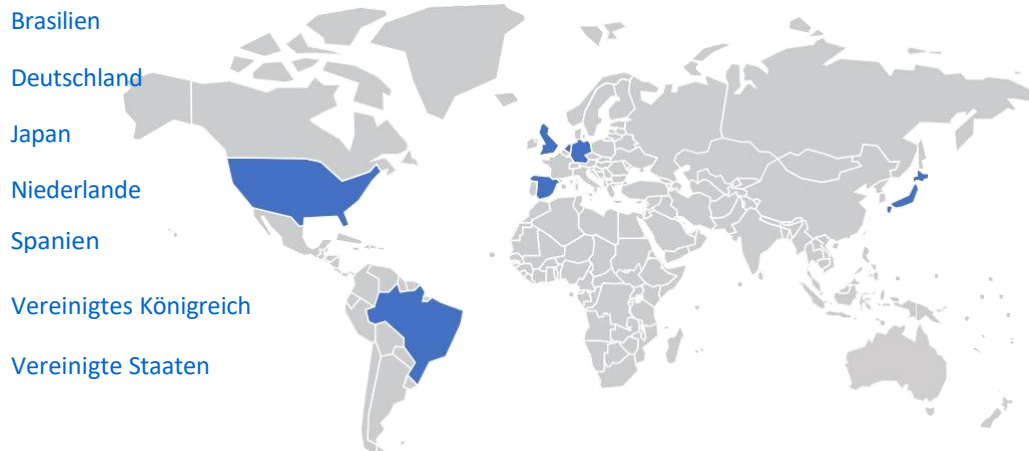 Brasilien
Deutschland
Japan
Niederlande
Spanien
Vereinigtes Königreich
Vereinigte Staaten